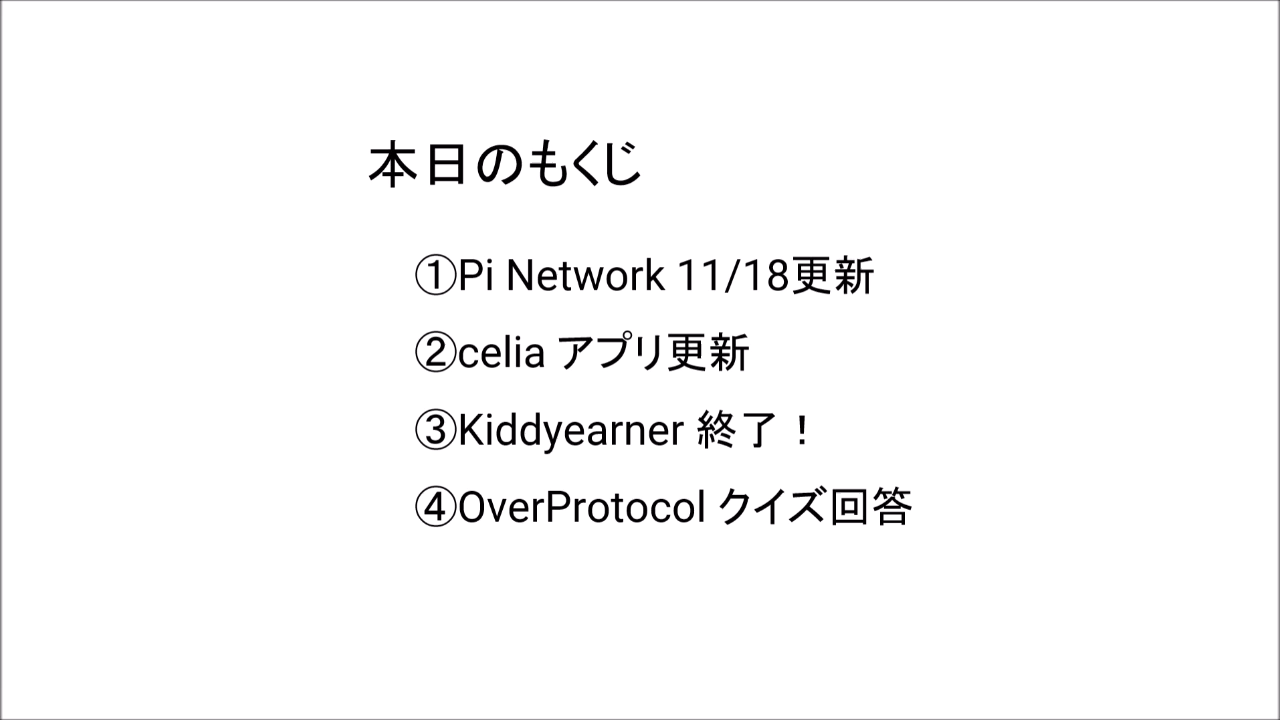 本日のもくじ
①Pi Network 11/18更新
②celia アプリ更新
③Kiddyearner 終了！
④OverProtocol クイズ回答